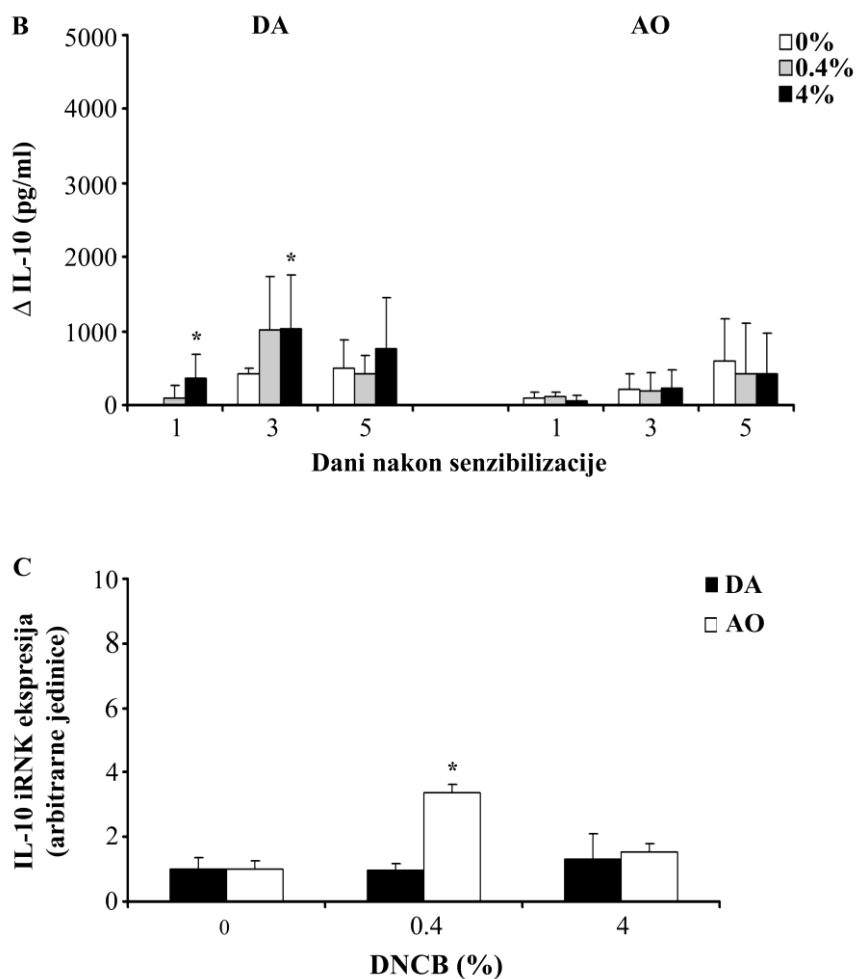 B
DA
AO
0%
0.4%
4%
5000
4000
3000
2000
1000
0
Δ IL-10 (pg/ml)
*
*
1
3
5
1
3
5
Dani nakon senzibilizacije
C
DA
AO
10
8
6
4
2
0
IL-10 iRNK ekspresija
(arbitrarne jedinice)
*
0
0.4
4
DNCB (%)